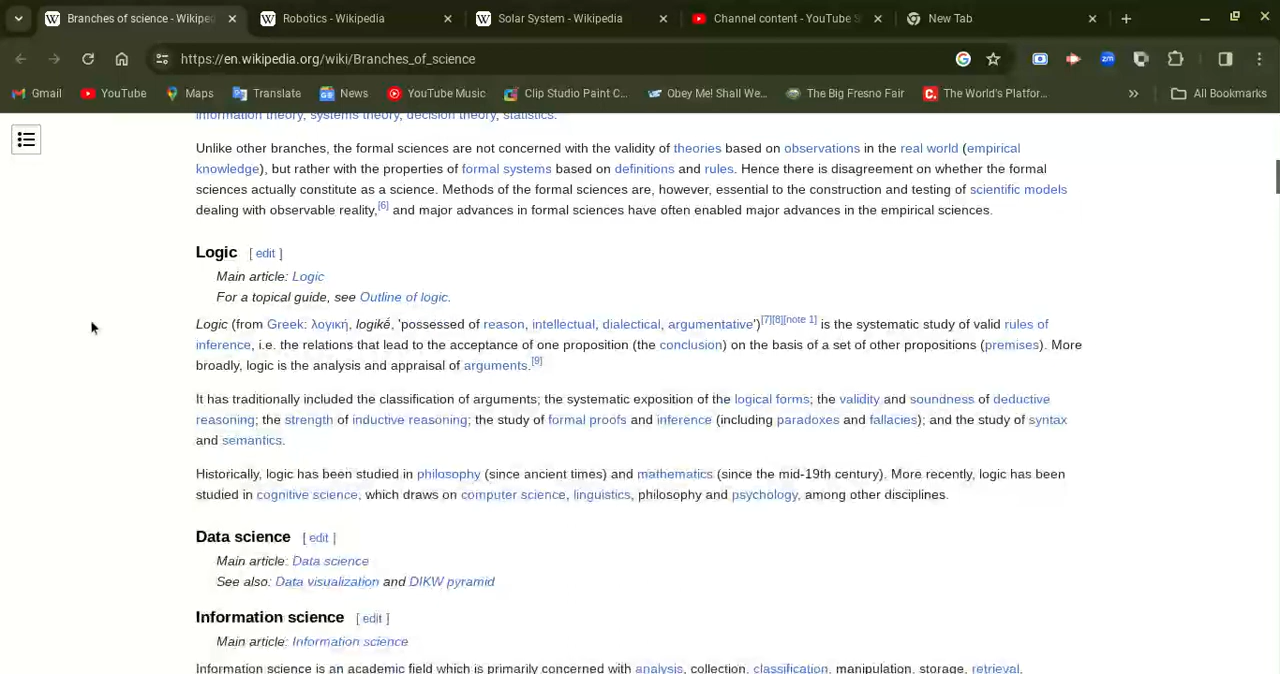 Branches of science - Wikiped
Robotics - Wikipedia
Solar System - Wikipedia
Channel content - YouTube S
New Tab
https://en.wikipedia.org/wiki/Branches_of_science
Gmail YouTube Maps Translate News YouTube Music Clip Studio Paint C... Obey Me! Shall We... The Big Fresno Fair The World's Platfor... » All Bookmarks
information theory, systems theory, decision theory, statistics.
Unlike other branches, the formal sciences are not concerned with the validity of theories based on observations in the real world (empirical
knowledge), but rather with the properties of formal systems based on definitions and rules. Hence there is disagreement on whether the formal
sciences actually constitute as a science. Methods of the formal sciences are, however, essential to the construction and testing of scientific models
dealing with observable reality,[6] and major advances in formal sciences have often enabled major advances in the empirical sciences.
Logic [ edit ]
Main article: Logic
For a topical guide, see Outline of logic.
Logic (from Greek: λογική, logikḗ, 'possessed of reason, intellectual, dialectical, argumentative')[7][8][note 1] is the systematic study of valid rules of
inference, i.e. the relations that lead to the acceptance of one proposition (the conclusion) on the basis of a set of other propositions (premises). More
broadly, logic is the analysis and appraisal of arguments.[9]
It has traditionally included the classification of arguments; the systematic exposition of the logical forms; the validity and soundness of deductive
reasoning; the strength of inductive reasoning; the study of formal proofs and inference (including paradoxes and fallacies); and the study of syntax
and semantics.
Historically, logic has been studied in philosophy (since ancient times) and mathematics (since the mid-19th century). More recently, logic has been
studied in cognitive science, which draws on computer science, linguistics, philosophy and psychology, among other disciplines.
Data science [ edit ]
Main article: Data science
See also: Data visualization and DIKW pyramid
Information science [ edit ]
Main article: Information science
Information science is an academic field which is primarily concerned with analysis, collection, classification, manipulation, storage, retrieval,